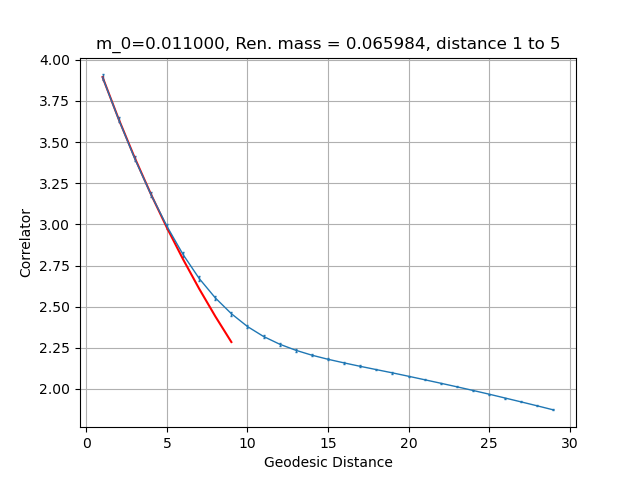 m_0=0.011000, Ren. mass = 0.065984, distance 1 to 5
4.00
3.75
3.50
3.25
3.00
2.75
2.50
2.25
2.00
Correlator
0 5 10 15 20 25 30
Geodesic Distance